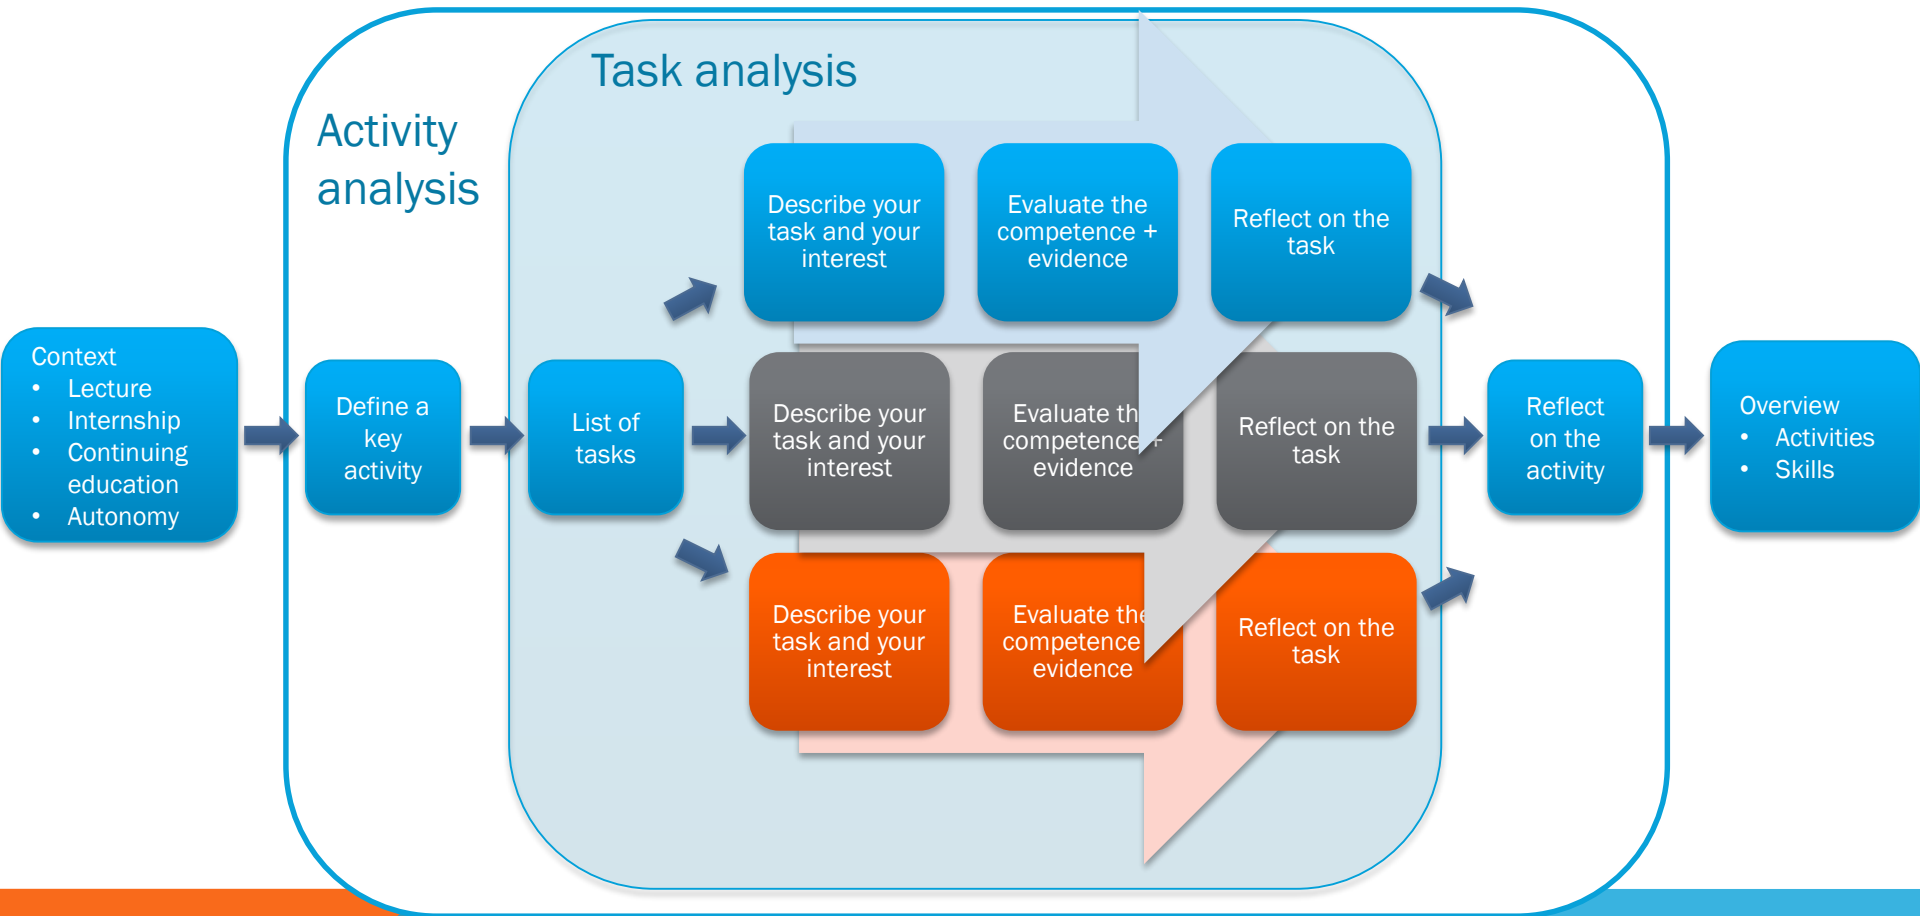 Task analysis
Activity
analysis
Context
• Lecture
• Internship
• Continuing
education
• Autonomy
Define a
key
activity
List of
tasks
Describe your
task and your
interest
Evaluate the
competence +
evidence
Reflect on the
task
Describe your
task and your
interest
Evaluate th
competence +
evidence
Reflect on the
task
Describe your
task and your
interest
Evaluate the
competence
evidence
Reflect on the
task
Reflect
on the
activity
Overview
• Activities
• Skills